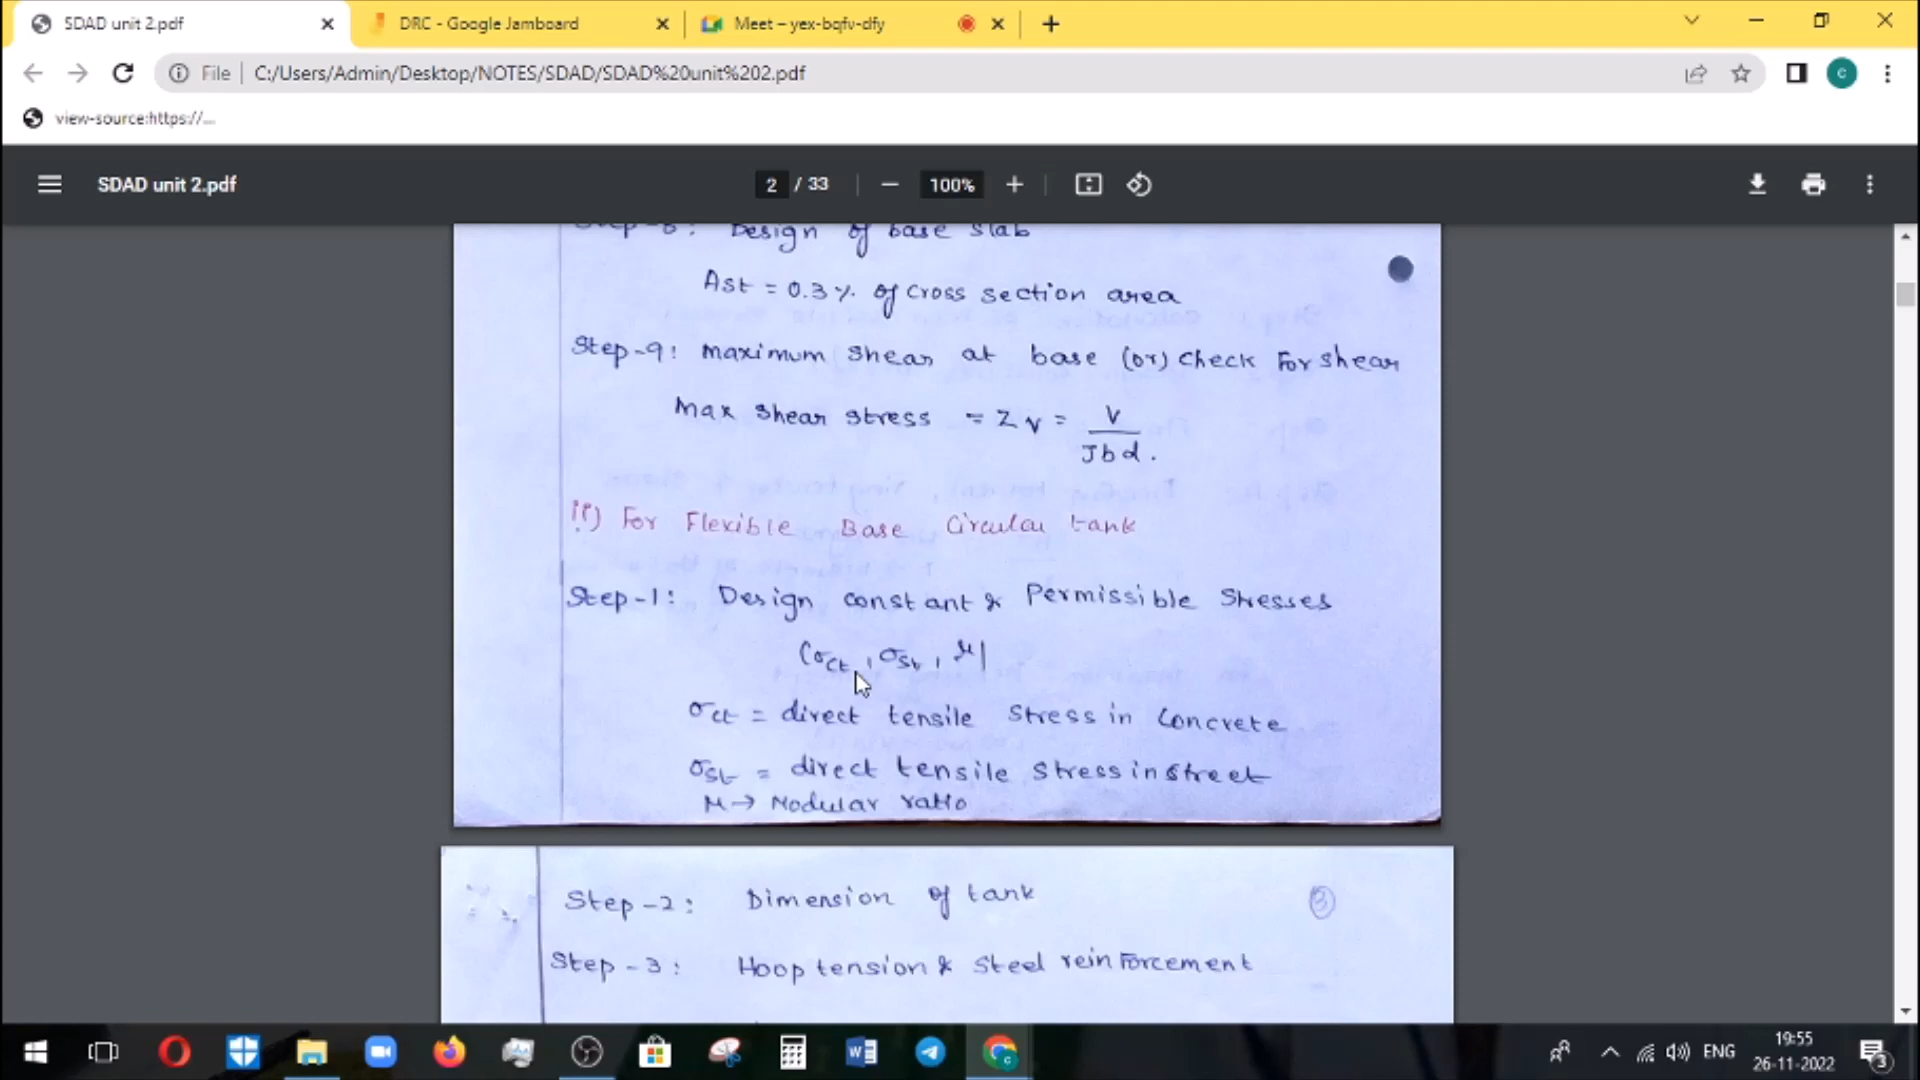 SDAD unit 2.pdf
DRC - Google Jamboard
Meet – yex-bqfv-dfy
File
C:/Users/Admin/Desktop/NOTES/SDAD/SDAD%20unit%202.pdf
C
view-source:https://...
SDAD unit 2.pdf
2 / 33
100%
Design of base slab
Ast = 0.3 % of cross section area
Step-9: Maximum shear at base (or) check For shear
Max shear stress = Z v = V
Jbd.
ii) For Flexible Base Circular tank
Step-1: Design constant & Permissible Stresses
(σct, σst, M)
σct = direct tensile Stress in Concrete
σst = direct tensile Stress in Street
M → Modular ratio
Step-2: Dimension of tank
3
Step-3: Hoop tension & Steel reinForcement
ENG
19:55
26-11-2022
3